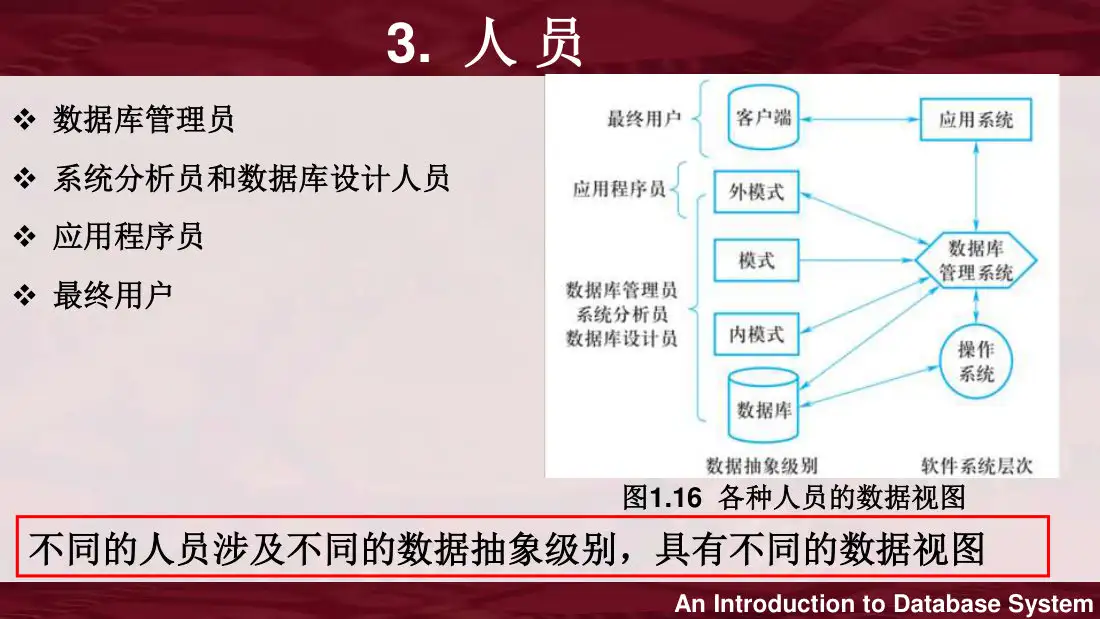 3. 人 员
❖ 数据库管理员
❖ 系统分析员和数据库设计人员
❖ 应用程序员
❖ 最终用户
最终用户
客户端
应用系统
应用程序员
外模式
模式
数据库
管理系统
数据库管理员
系统分析员
数据库设计员
内模式
操作
系统
数据库
数据抽象级别
软件系统层次
图1.16 各种人员的数据视图
不同的人员涉及不同的数据抽象级别，具有不同的数据视图
An Introduction to Database System